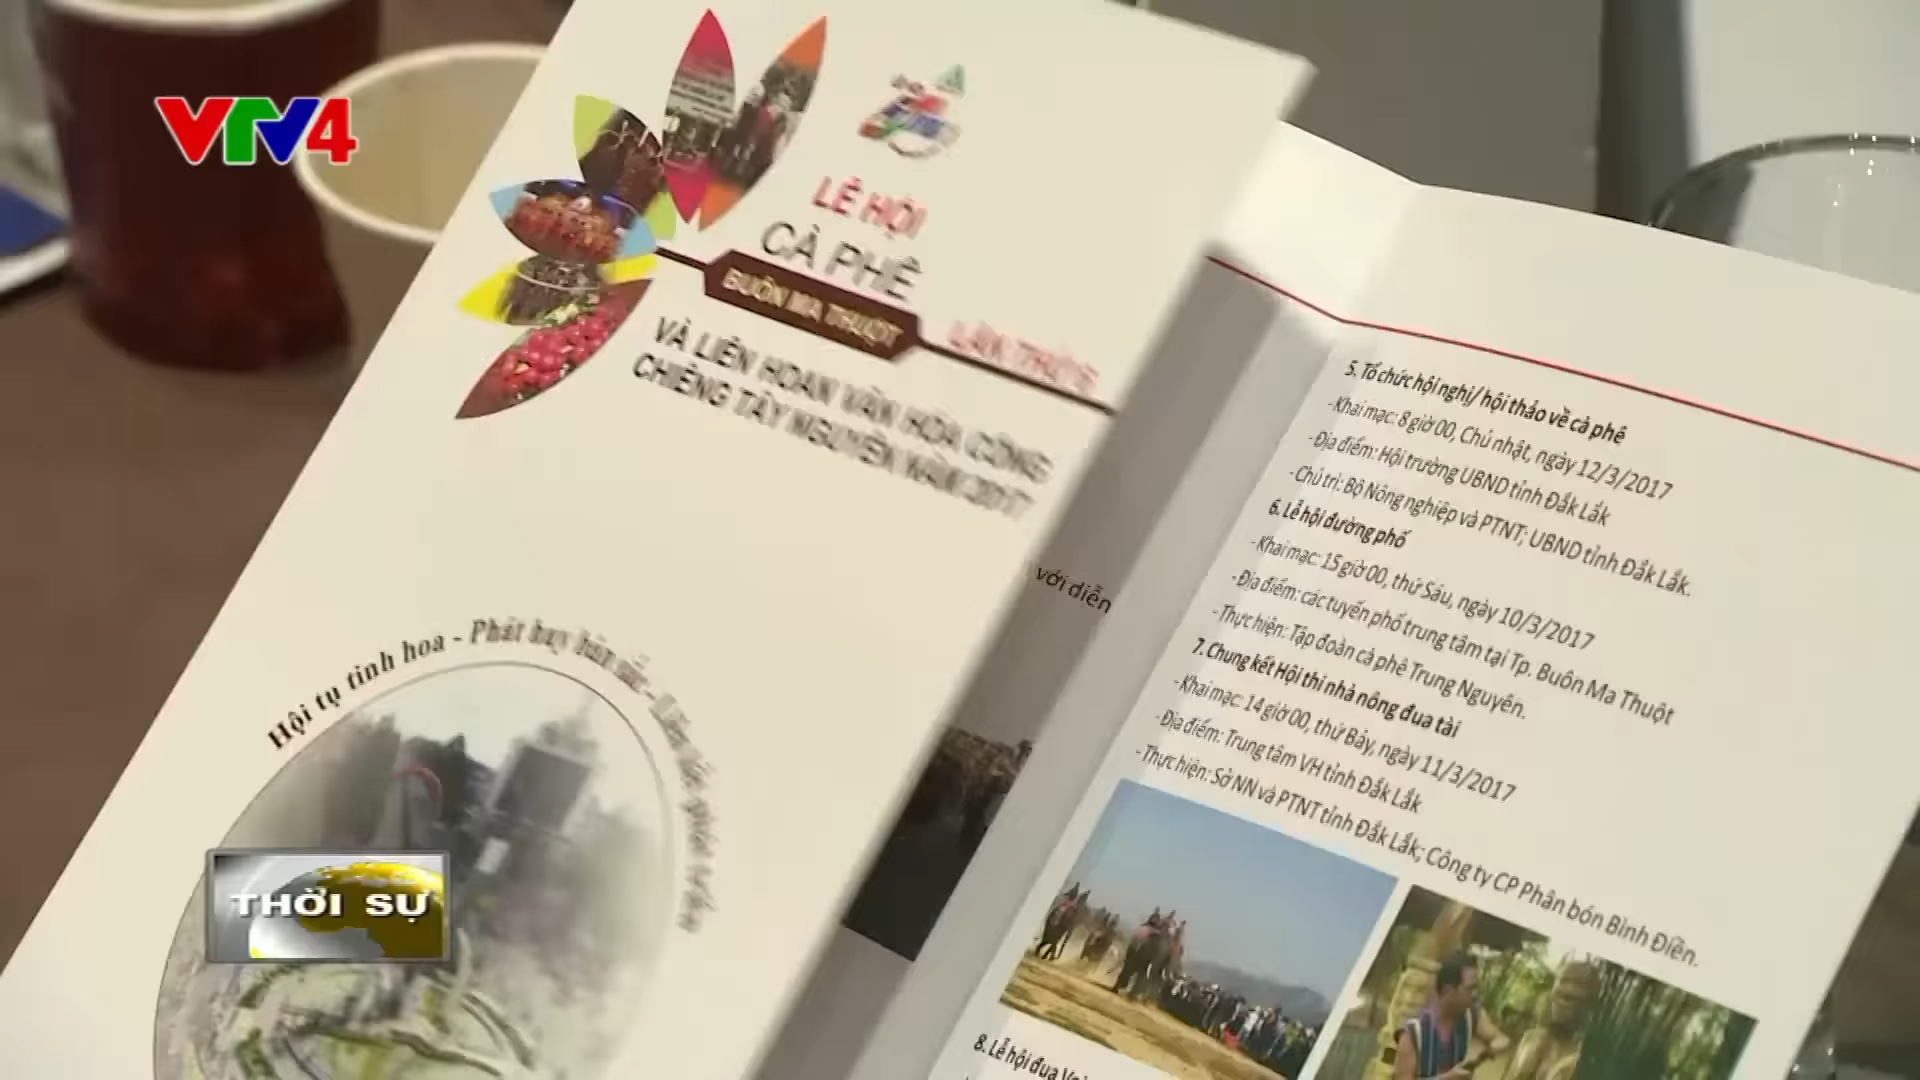 VTV4
LỄ HỘI
CÀ PHÊ
BUÔN MA THUỘT
LẦN THỨ 6
VÀ LIÊN HOAN VĂN HÓA CỒNG
CHIÊNG TÂY NGUYÊN NĂM 2017
Hội tụ tinh hoa - Phát huy bản sắc -
THỜI SỰ
với diễn
5. Tổ chức hội nghị/ hội thảo về cà phê
- Khai mạc: 8 giờ 00, Chủ nhật, ngày 12/3/2017
- Địa điểm: Hội trường UBND tỉnh Đắk Lắk
- Chủ trì: Bộ Nông nghiệp và PTNT; UBND tỉnh Đắk Lắk.
6. Lễ hội đường phố
- Khai mạc: 15 giờ 00, thứ Sáu, ngày 10/3/2017
- Địa điểm: các tuyến phố trung tâm tại Tp. Buôn Ma Thuột
- Thực hiện: Tập đoàn cà phê Trung Nguyên.
7. Chung kết Hội thi nhà nông đua tài
- Khai mạc: 14 giờ 00, thứ Bảy, ngày 11/3/2017
- Địa điểm: Trung tâm VH tỉnh Đắk Lắk
- Thực hiện: Sở NN và PTNT tỉnh Đắk Lắk; Công ty CP Phân bón Bình Điền.
8. Lễ hội đua